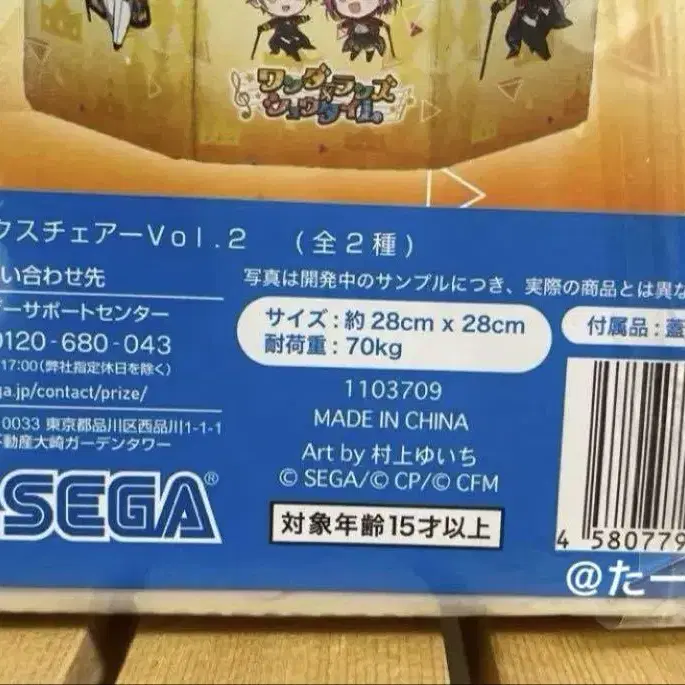 ワンダーランズ
×ショウタイム
クスチェアーVol.2 (全2種)
い合わせ先
ーサポートセンター
0120-680-043
17:00(弊社指定休日を除く)
ga.jp/contact/prize/
0033 東京都品川区西品川1-1-1
不動産大崎ガーデンタワー
SEGA®
写真は開発中のサンプルにつき、実際の商品とは異な
サイズ:約28cm x 28cm
耐荷重:70kg
付属品:蓋
1103709
MADE IN CHINA
Art by 村上ゆいち
© SEGA/© CP/© CFM
対象年齢15才以上
4 580779
@たー